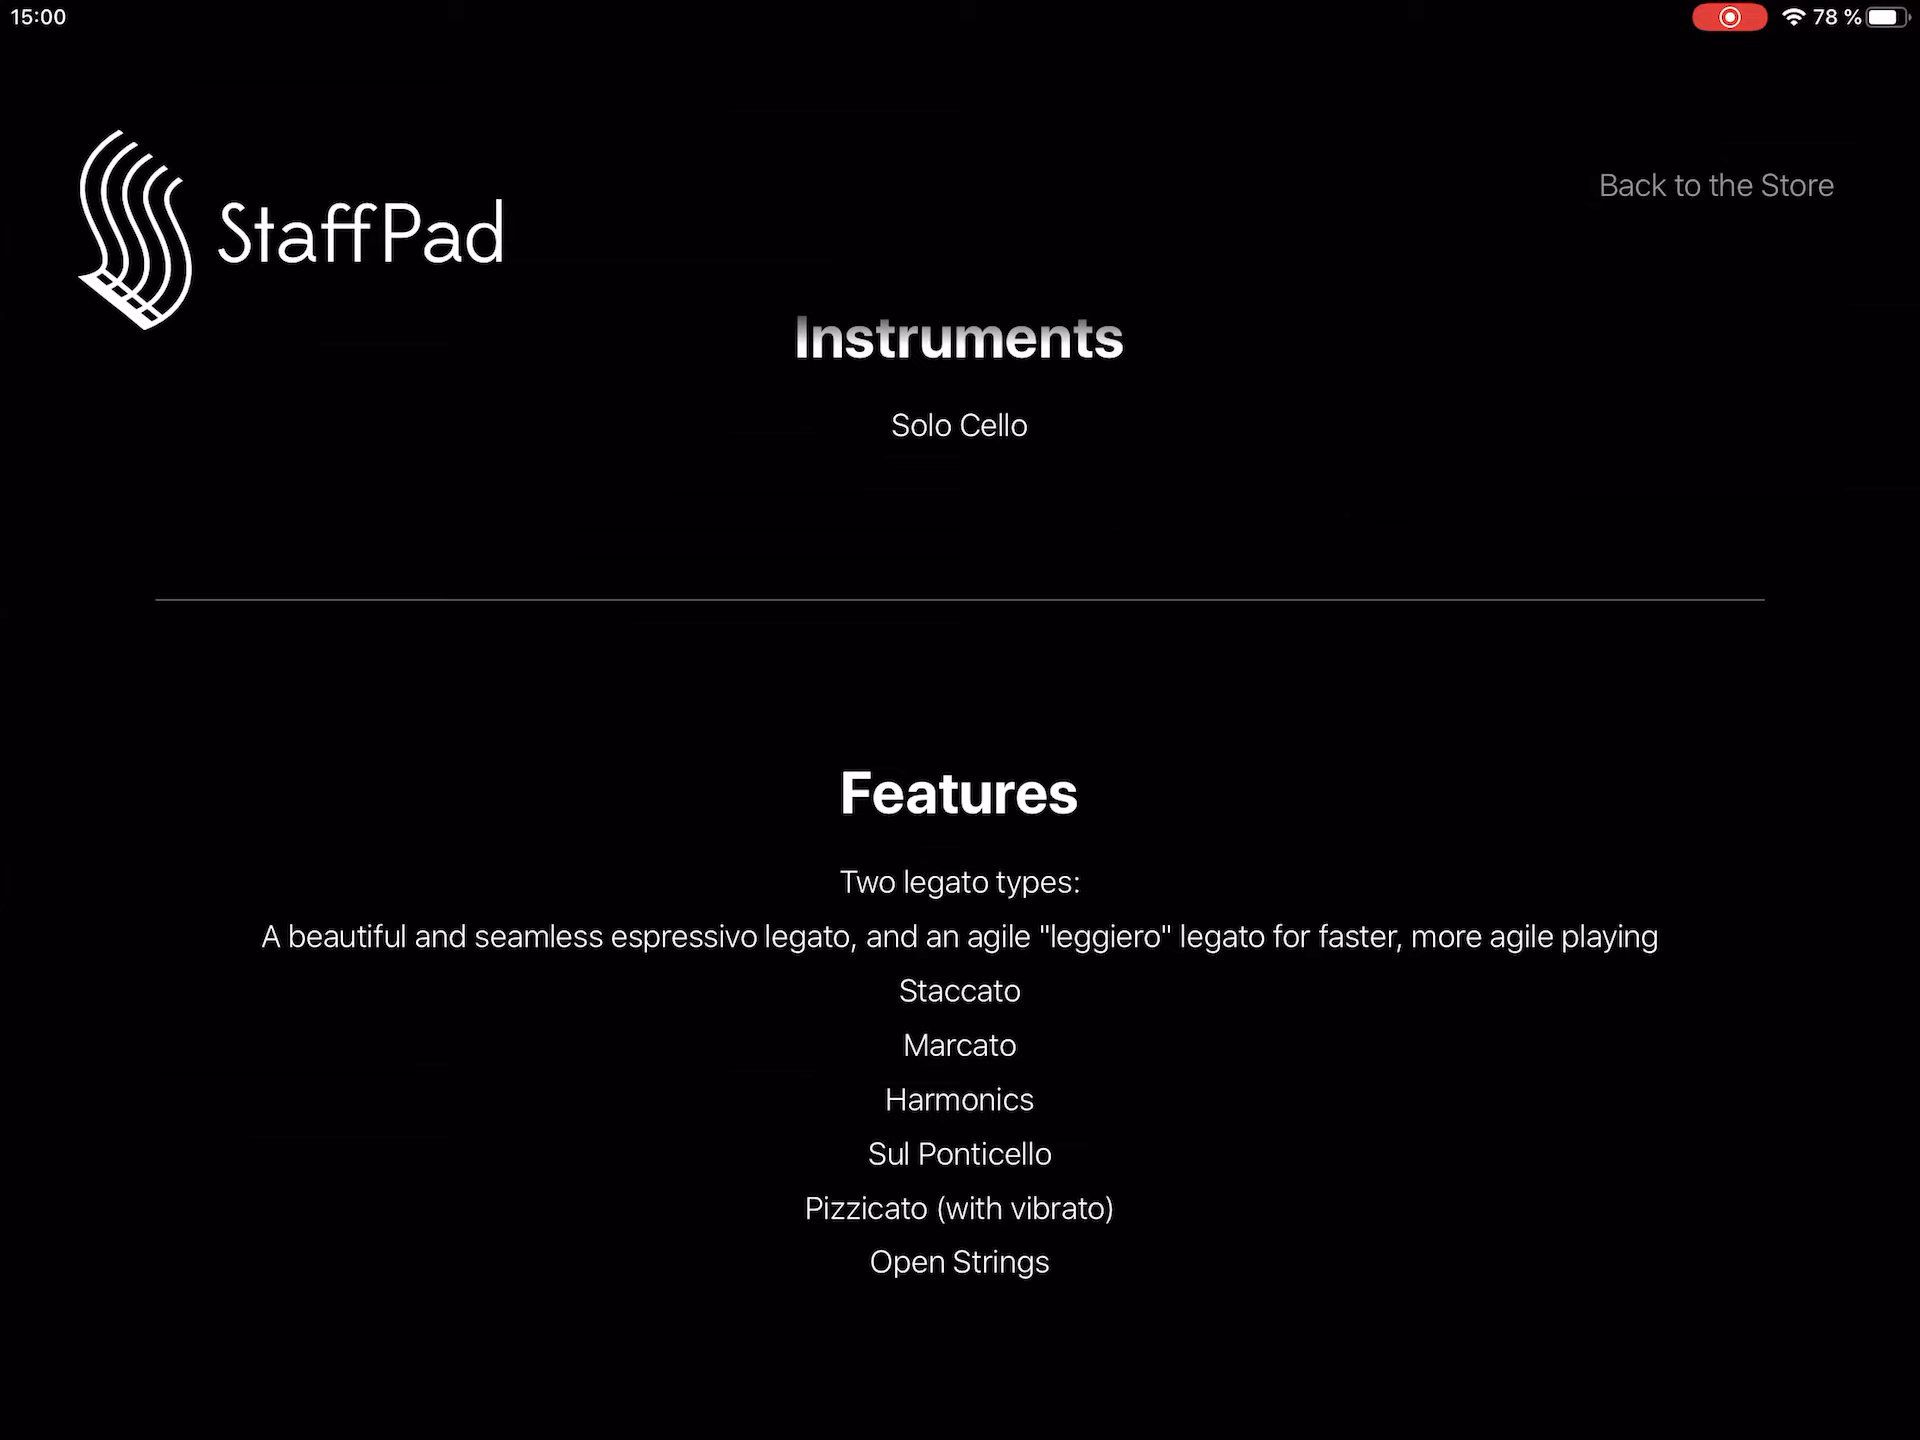 15:00
78 %
StaffPad
Back to the Store
Instruments
Solo Cello
Features
Two legato types:
A beautiful and seamless espressivo legato, and an agile "leggiero" legato for faster, more agile playing
Staccato
Marcato
Harmonics
Sul Ponticello
Pizzicato (with vibrato)
Open Strings